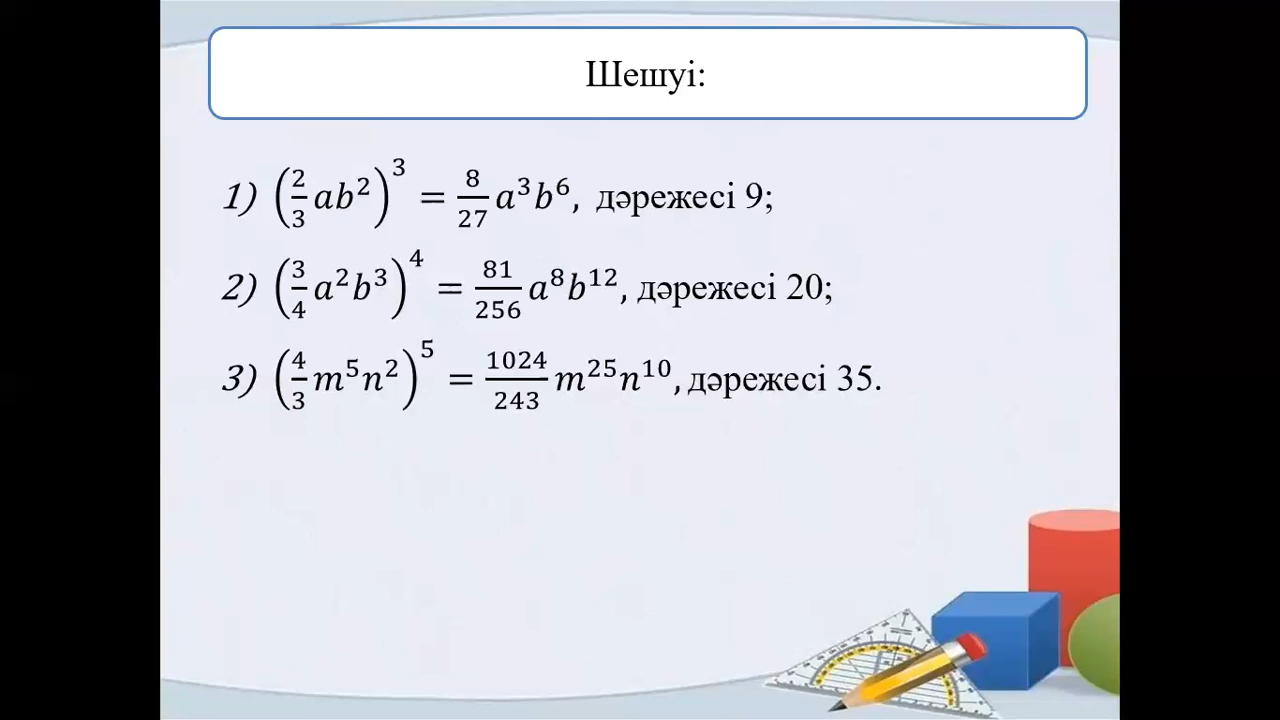 Шешуі:
1) (2/3 ab²)³ = 8/27 a³b⁶, дәрежесі 9;
2) (3/4 a²b³)⁴ = 81/256 a⁸b¹², дәрежесі 20;
3) (4/3 m⁵n²)⁵ = 1024/243 m²⁵n¹⁰, дәрежесі 35.